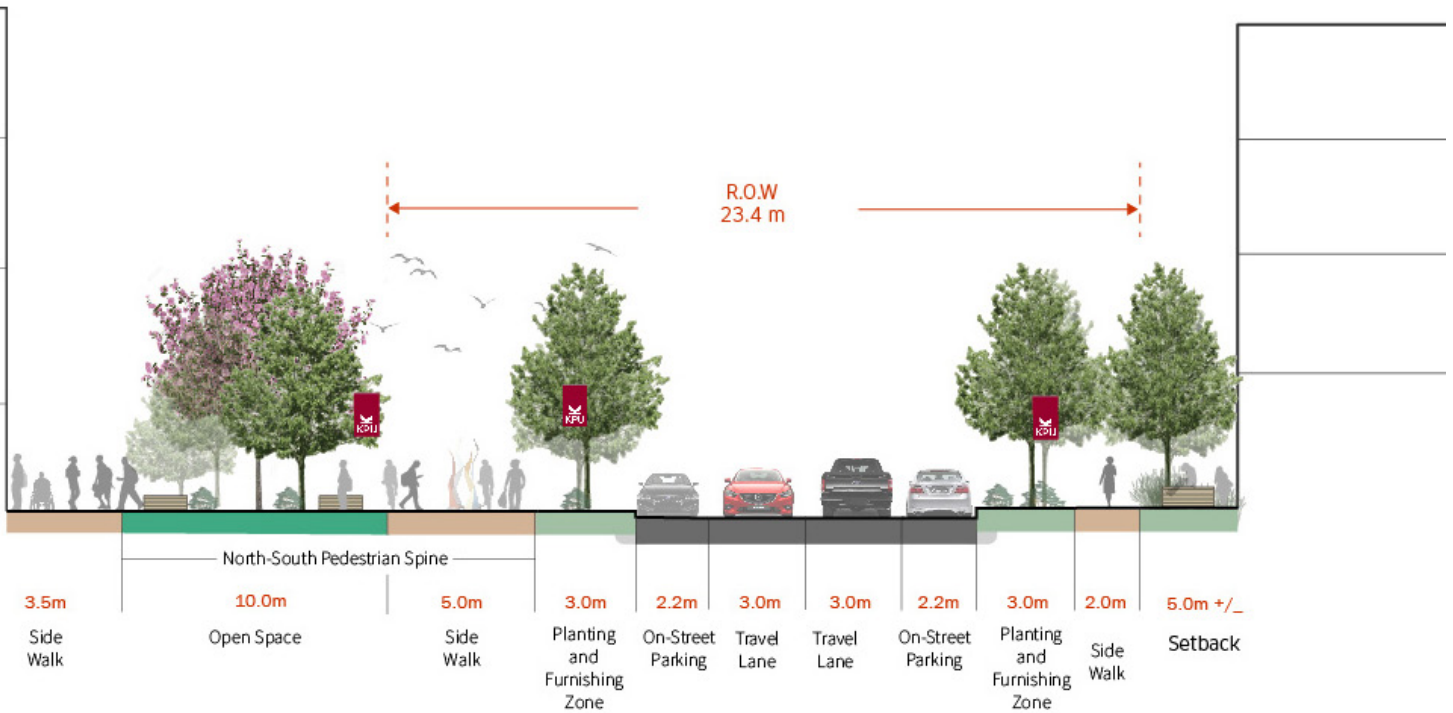 R.O.W
23.4 m
KPU
KPU
KPU
North-South Pedestrian Spine
3.5m
Side
Walk
10.0m
Open Space
5.0m
Side
Walk
3.0m
Planting
and
Furnishing
Zone
2.2m
On-Street
Parking
3.0m
Travel
Lane
3.0m
Travel
Lane
2.2m
On-Street
Parking
3.0m
Planting
and
Furnishing
Zone
2.0m
Side
Walk
5.0m +/_
Setback